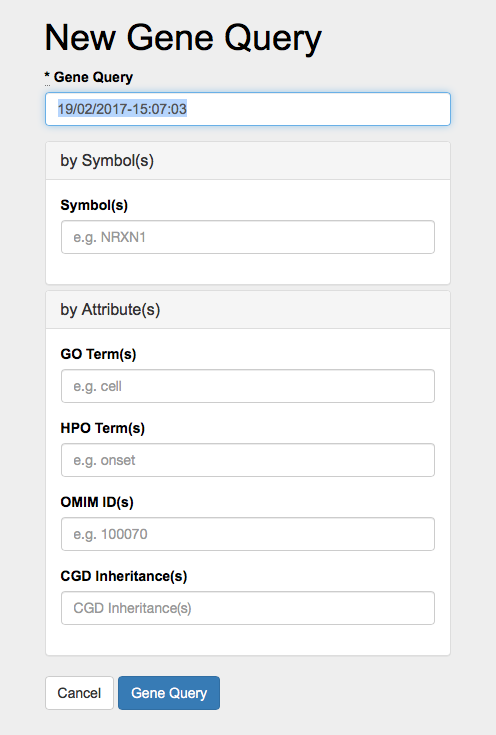 New Gene Query
* Gene Query
19/02/2017-15:07:03
by Symbol(s)
Symbol(s)
e.g. NRXN1
by Attribute(s)
GO Term(s)
e.g. cell
HPO Term(s)
e.g. onset
OMIM ID(s)
e.g. 100070
CGD Inheritance(s)
CGD Inheritance(s)
Cancel Gene Query